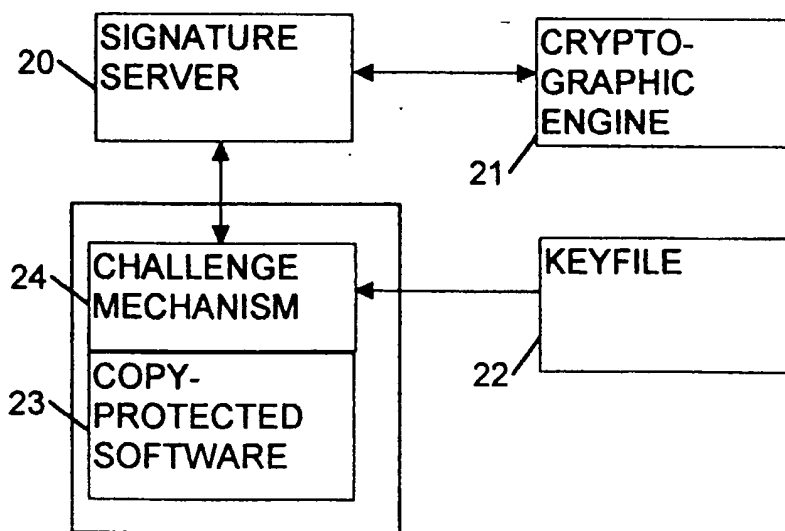 SIGNATURE
SERVER
20
CRYPTO-
GRAPHIC
ENGINE
21
CHALLENGE
MECHANISM
24
KEYFILE
22
COPY-
PROTECTED
SOFTWARE
23